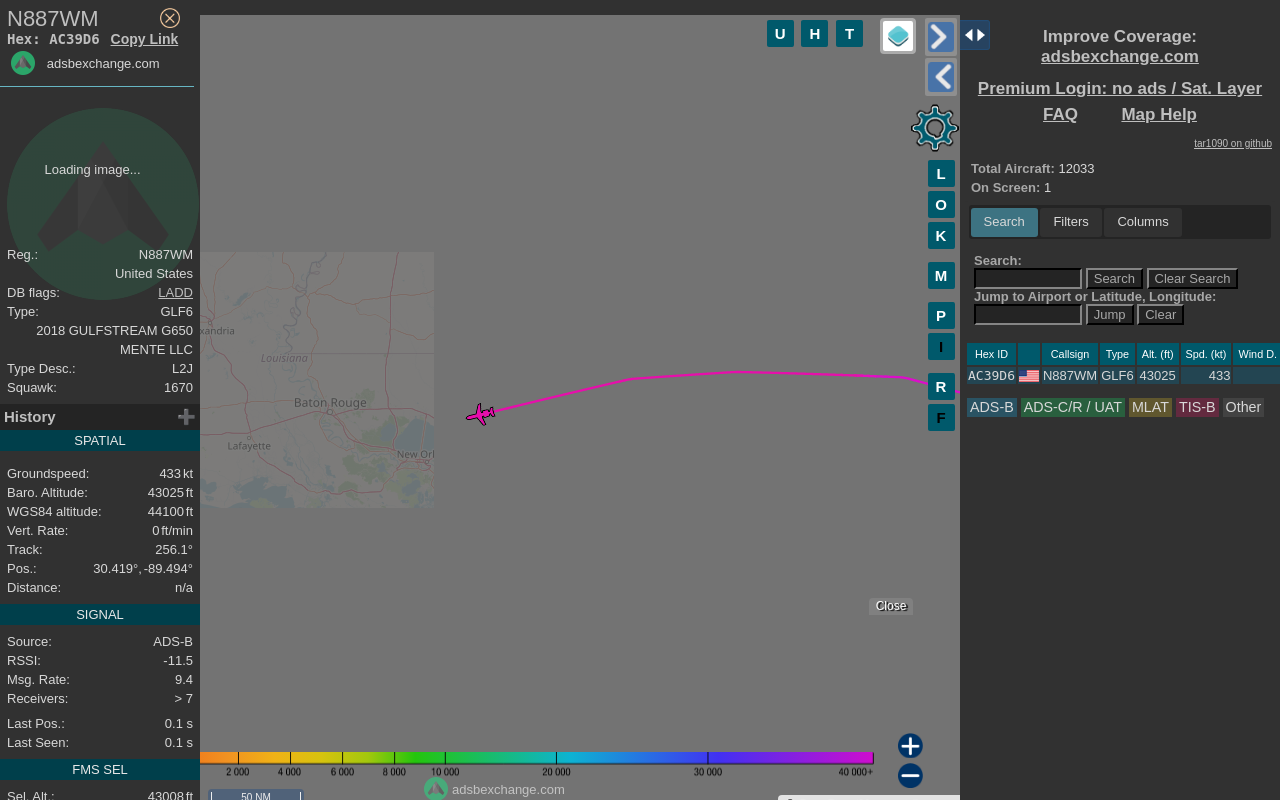 N887WM
Hex: AC39D6 Copy Link
adsbexchange.com
Loading image...
Reg.: N887WM
United States
DB flags: LADD
Type: GLF6
2018 GULFSTREAM G650
MENTE LLC
Type Desc.: L2J
Squawk: 1670
History
SPATIAL
Groundspeed: 433 kt
Baro. Altitude: 43025 ft
WGS84 altitude: 44100 ft
Vert. Rate: 0 ft/min
Track: 256.1°
Pos.: 30.419°, -89.494°
Distance: n/a
SIGNAL
Source: ADS-B
RSSI: -11.5
Msg. Rate: 9.4
Receivers: > 7
Last Pos.: 0.1 s
Last Seen: 0.1 s
FMS SEL
Sel. Alt.: 43008 ft
U H T
L
O
K
M
P
I
R
F
xandria
Louisiana
Baton Rouge
Lafayette
New Orl
Close
2 000 4 000 6 000 8 000 10 000 20 000 30 000 40 000+
adsbexchange.com
50 NM
Improve Coverage:
adsbexchange.com
Premium Login: no ads / Sat. Layer
FAQ Map Help
tar1090 on github
Total Aircraft: 12033
On Screen: 1
Search Filters Columns
Search:
Search Clear Search
Jump to Airport or Latitude, Longitude:
Jump Clear
Hex ID Callsign Type Alt. (ft) Spd. (kt) Wind D.
AC39D6 N887WM GLF6 43025 433
ADS-B ADS-C/R / UAT MLAT TIS-B Other